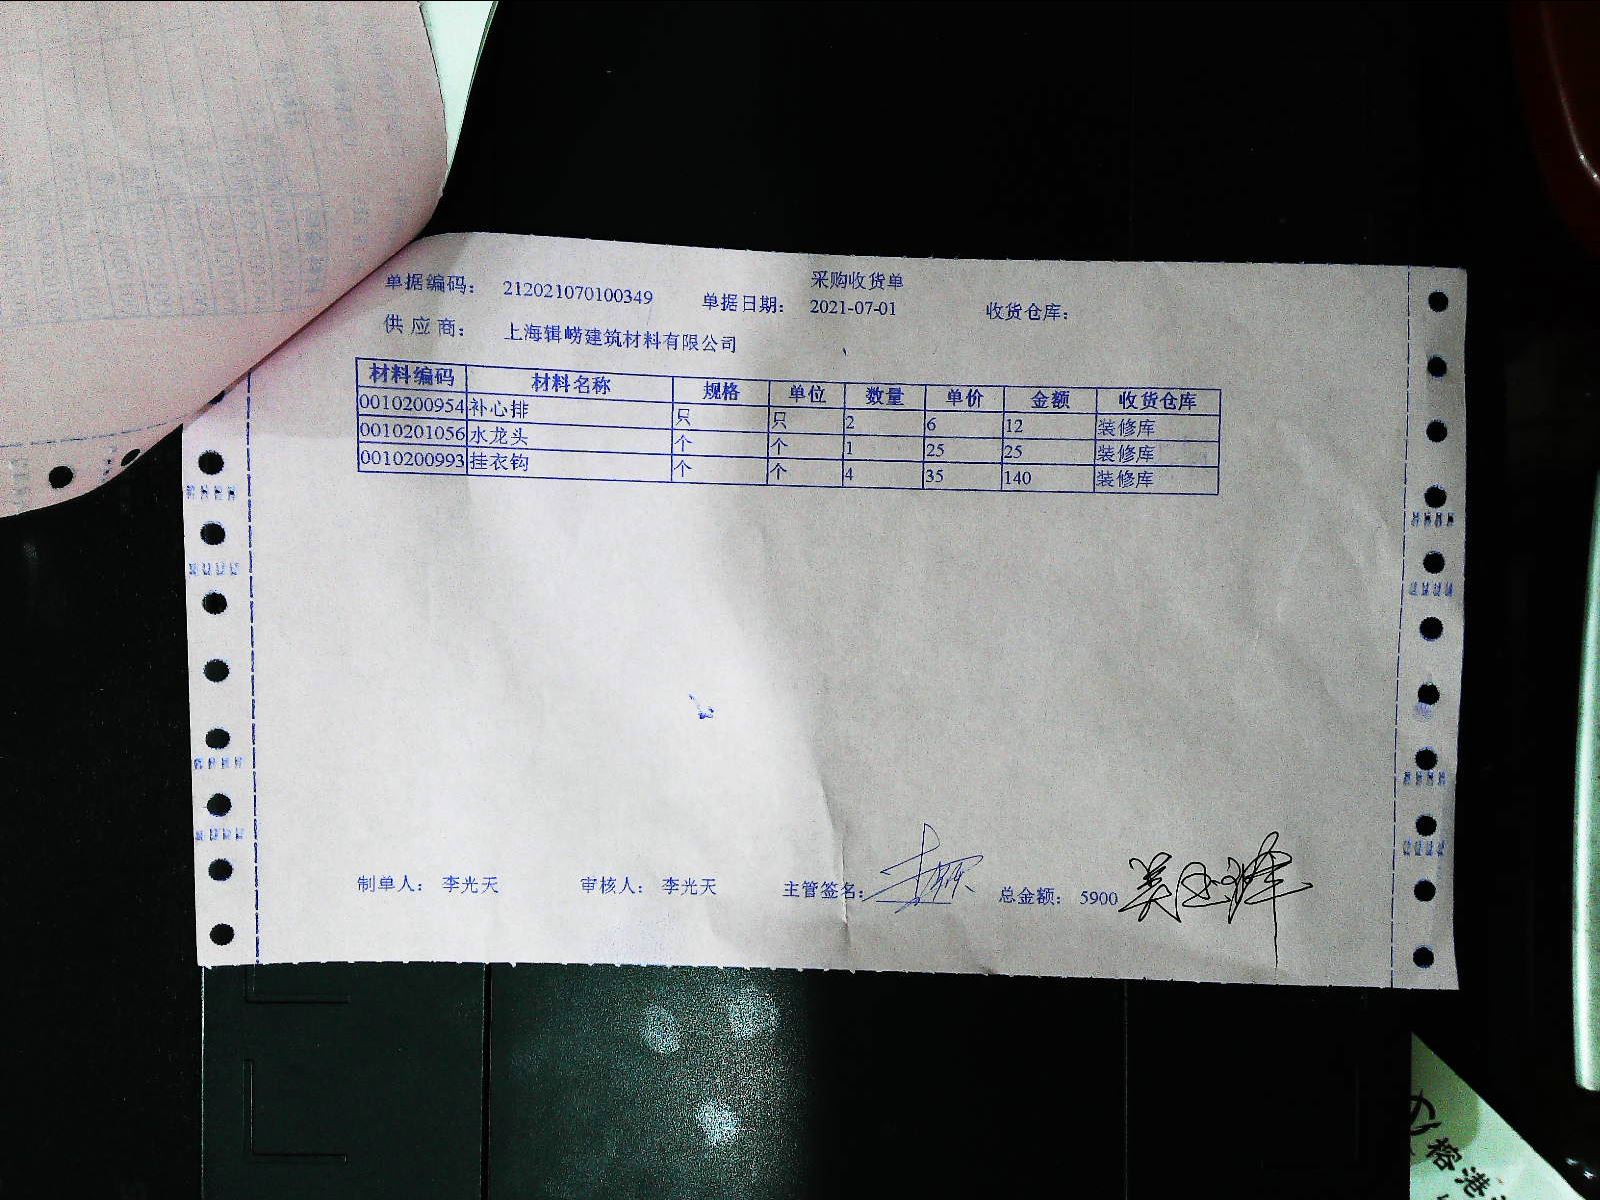 采购收货单
单据编码： 212021070100349 单据日期： 2021-07-01 收货仓库：
供应商： 上海辑崂建筑材料有限公司
材料编码 材料名称 规格 单位 数量 单价 金额 收货仓库
0010200954 补心排 只 只 2 6 12 装修库
0010201056 水龙头 个 个 1 25 25 装修库
0010200993 挂衣钩 个 个 4 35 140 装修库
制单人： 李光天 审核人： 李光天 主管签名： 总金额： 5900
榕港